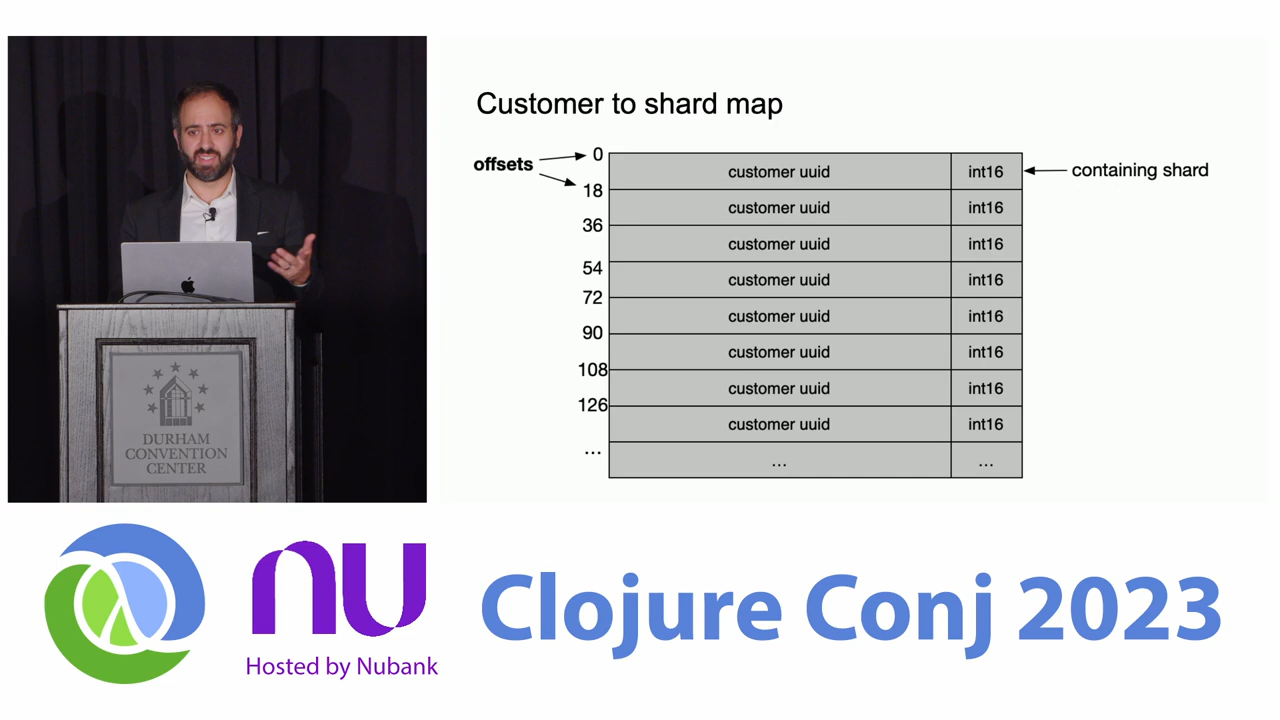 Customer to shard map
offsets
0 customer uuid int16 containing shard
18 customer uuid int16
36 customer uuid int16
54 customer uuid int16
72 customer uuid int16
90 customer uuid int16
108 customer uuid int16
126 customer uuid int16
... ... ...
DURHAM
CONVENTION
CENTER
nu
Hosted by Nubank
Clojure Conj 2023